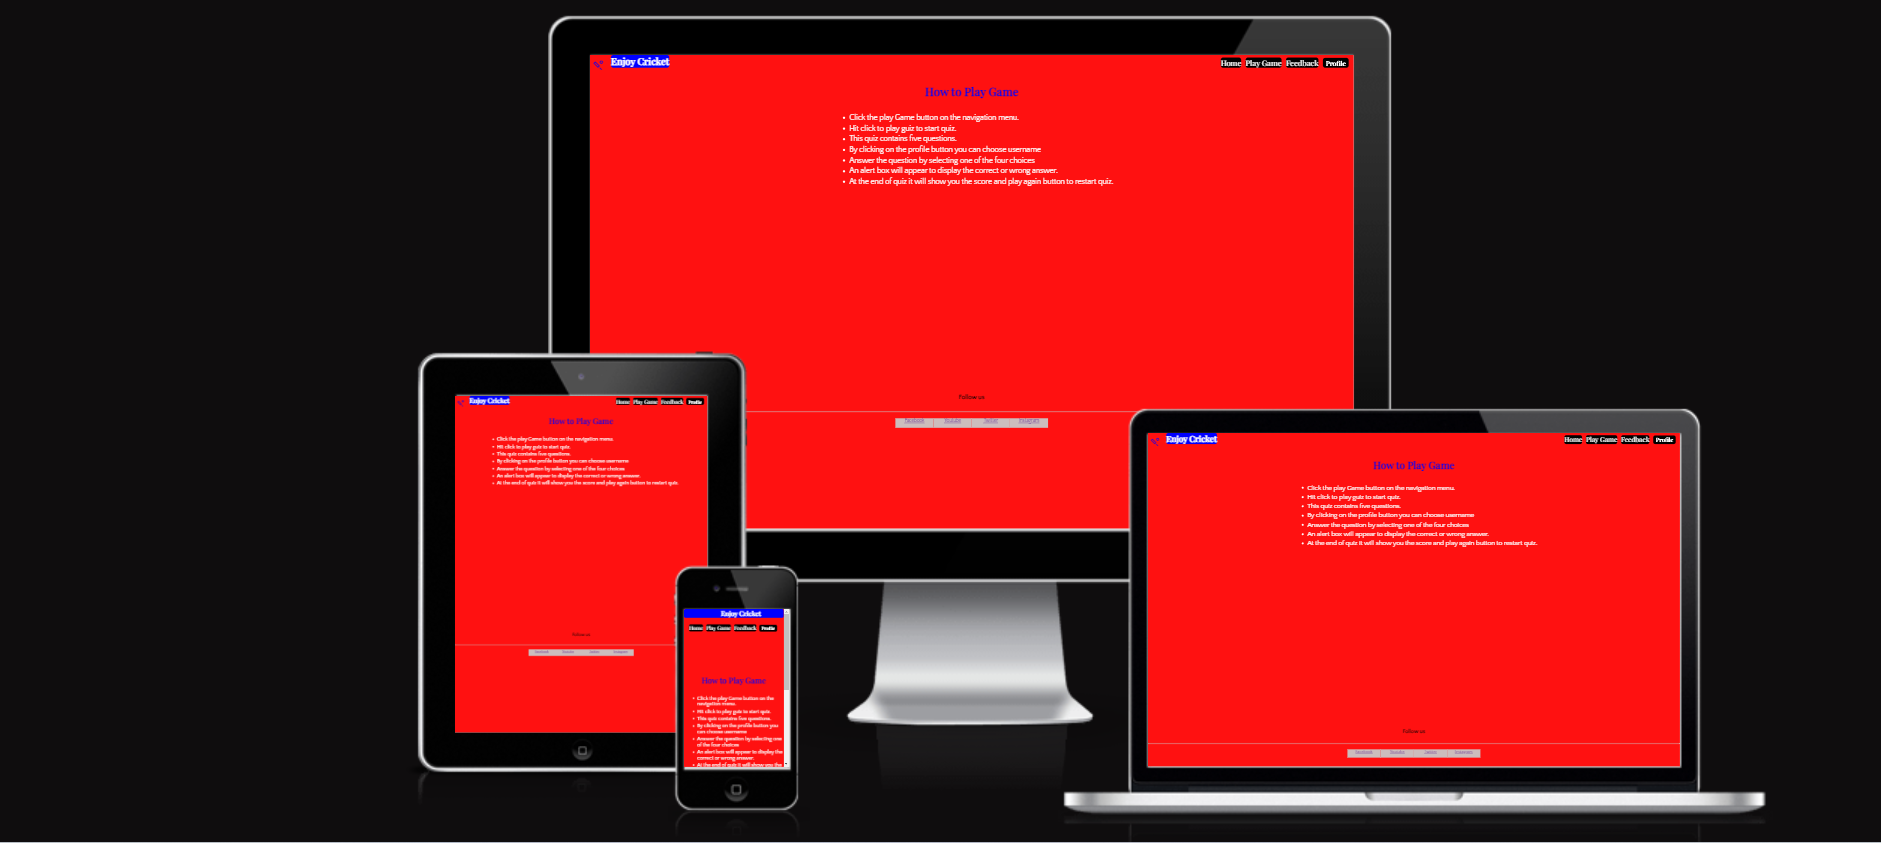 Enjoy Cricket
Home Play Game Feedback Profile
How to Play Game
Click the play Game button on the navigation menu.
Hit click to play guiz to start quiz.
This quiz contains five questions.
By clicking on the profile button you can choose username
Answer the question by selecting one of the four choices
An alert box will appear to display the correct or wrong answer.
At the end of quiz it will show you the score and play again button to restart quiz.
Follow us
Facebook Youtube Twitter Instagram
Enjoy Cricket
Home Play Game Feedback Profile
How to Play Game
Click the play Game button on the navigation menu.
Hit click to play guiz to start quiz.
This quiz contains five questions.
By clicking on the profile button you can choose username
Answer the question by selecting one of the four choices
An alert box will appear to display the correct or wrong answer.
At the end of quiz it will show you the score and play again button to restart quiz.
Follow us
Enjoy Cricket
Home Play Game Feedback Profile
How to Play Game
Click the play Game button on the
navigation menu.
Hit click to play guiz to start quiz.
This quiz contains five questions.
By clicking on the profile button you
can choose username
Answer the question by selecting one
of the four choices
An alert box will appear to display the
correct or wrong answer.
At the end of quiz it will show you the
Enjoy Cricket
Home Play Game Feedback Profile
How to Play Game
Click the play Game button on the navigation menu.
Hit click to play guiz to start quiz.
This quiz contains five questions.
By clicking on the profile button you can choose username
Answer the question by selecting one of the four choices
An alert box will appear to display the correct or wrong answer.
At the end of quiz it will show you the score and play again button to restart quiz.
Follow us